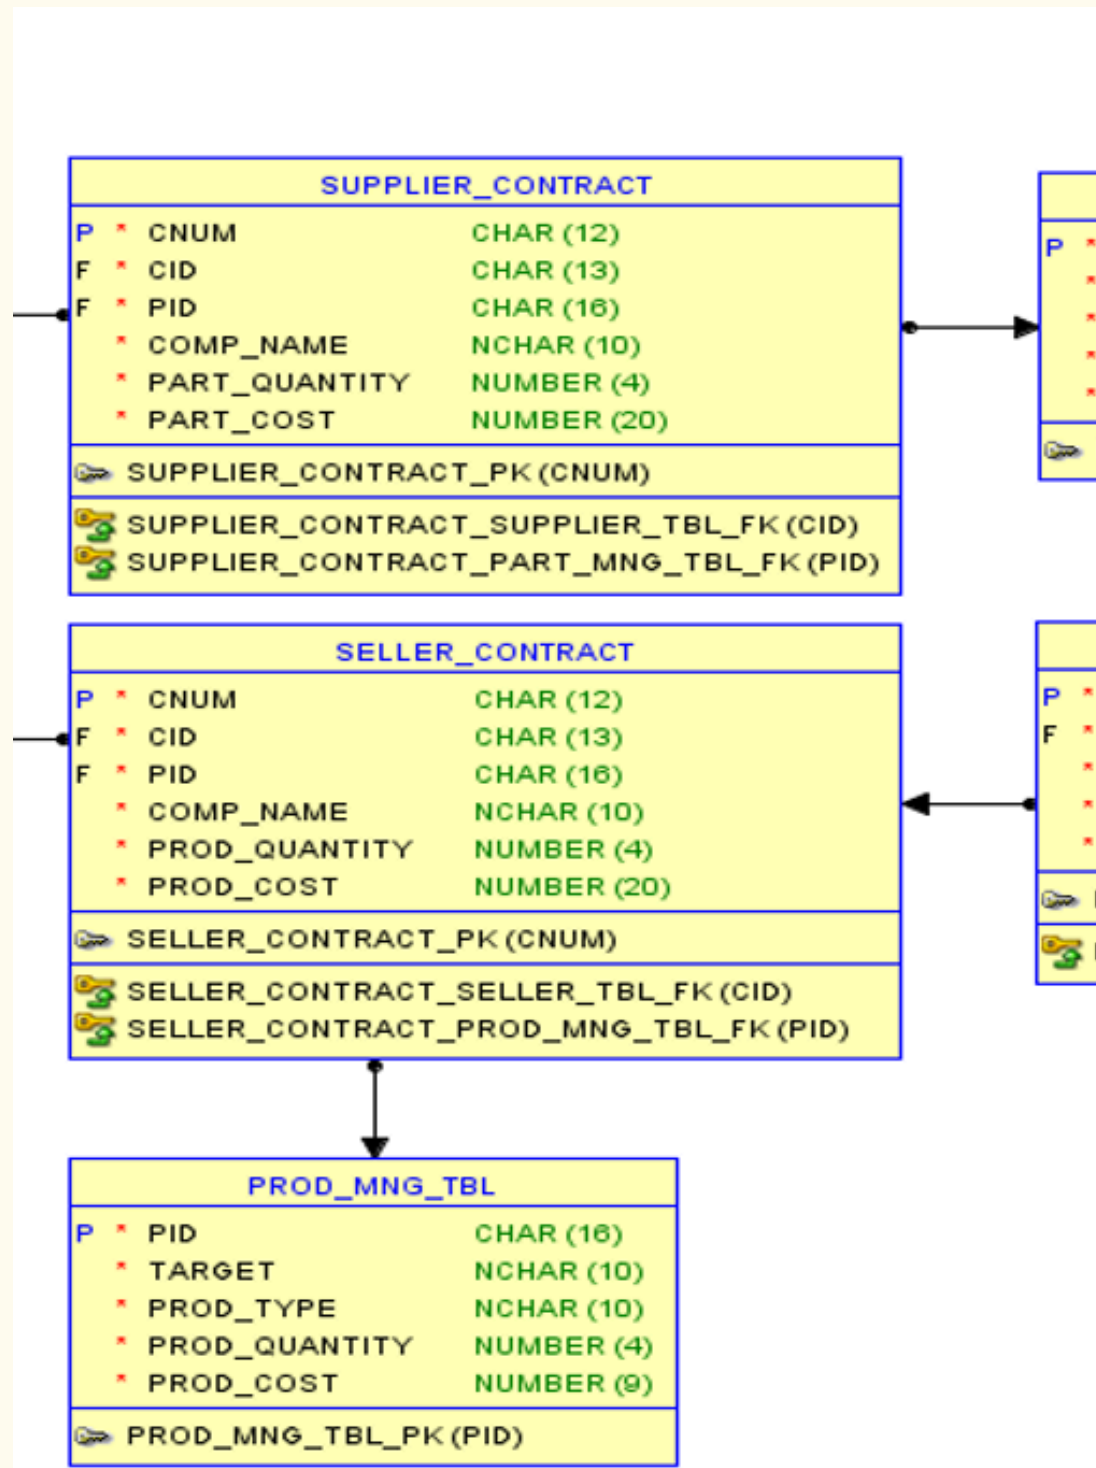 SUPPLIER_CONTRACT
P * CNUM CHAR (12)
F * CID CHAR (13)
F * PID CHAR (16)
* COMP_NAME NCHAR (10)
* PART_QUANTITY NUMBER (4)
* PART_COST NUMBER (20)
SUPPLIER_CONTRACT_PK (CNUM)
SUPPLIER_CONTRACT_SUPPLIER_TBL_FK (CID)
SUPPLIER_CONTRACT_PART_MNG_TBL_FK (PID)
P *
*
*
*
*
SELLER_CONTRACT
P * CNUM CHAR (12)
F * CID CHAR (13)
F * PID CHAR (16)
* COMP_NAME NCHAR (10)
* PROD_QUANTITY NUMBER (4)
* PROD_COST NUMBER (20)
SELLER_CONTRACT_PK (CNUM)
SELLER_CONTRACT_SELLER_TBL_FK (CID)
SELLER_CONTRACT_PROD_MNG_TBL_FK (PID)
P *
F *
*
*
*
PROD_MNG_TBL
P * PID CHAR (16)
* TARGET NCHAR (10)
* PROD_TYPE NCHAR (10)
* PROD_QUANTITY NUMBER (4)
* PROD_COST NUMBER (9)
PROD_MNG_TBL_PK (PID)